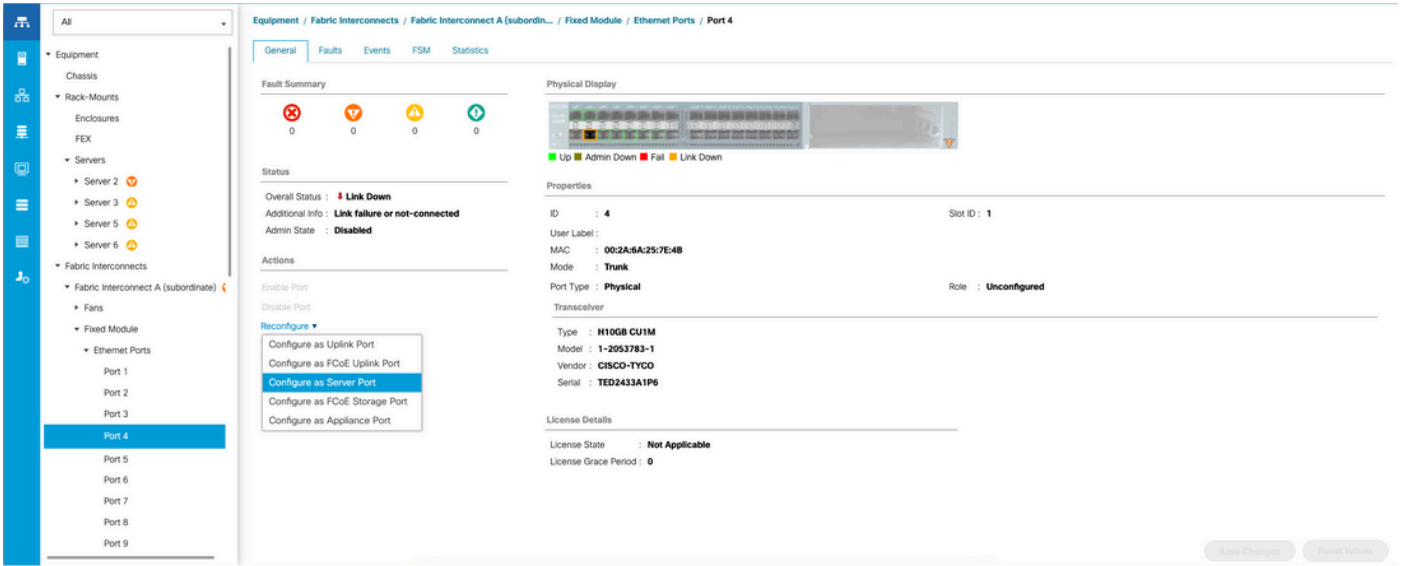 All
Equipment
Chassis
Rack-Mounts
Enclosures
FEX
Servers
Server 2
Server 3
Server 5
Server 6
Fabric Interconnects
Fabric Interconnect A (subordinate)
Fans
Fixed Module
Ethernet Ports
Port 1
Port 2
Port 3
Port 4
Port 5
Port 6
Port 7
Port 8
Port 9
Equipment / Fabric Interconnects / Fabric Interconnect A (subordin... / Fixed Module / Ethernet Ports / Port 4
General Faults Events FSM Statistics
Fault Summary
0 0 0 0
Status
Overall Status : Link Down
Additional Info : Link failure or not-connected
Admin State : Disabled
Actions
Enable Port
Disable Port
Reconfigure
Configure as Uplink Port
Configure as FCoE Uplink Port
Configure as Server Port
Configure as FCoE Storage Port
Configure as Appliance Port
Physical Display
Up Admin Down Fail Link Down
Properties
ID : 4 Slot ID : 1
User Label :
MAC : 00:2A:6A:25:7E:4B
Mode : Trunk
Port Type : Physical Role : Unconfigured
Transceiver
Type : H10GB CU1M
Model : 1-2053783-1
Vendor : CISCO-TYCO
Serial : TED2433A1P6
License Details
License State : Not Applicable
License Grace Period : 0
Save Changes Reset Values